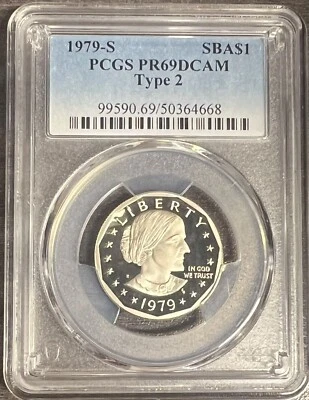 1979-S SBA$1
PCGS PR69DCAM
Type 2
99590.69/50364668
LIBERTY
IN GOD
WE TRUST
1979